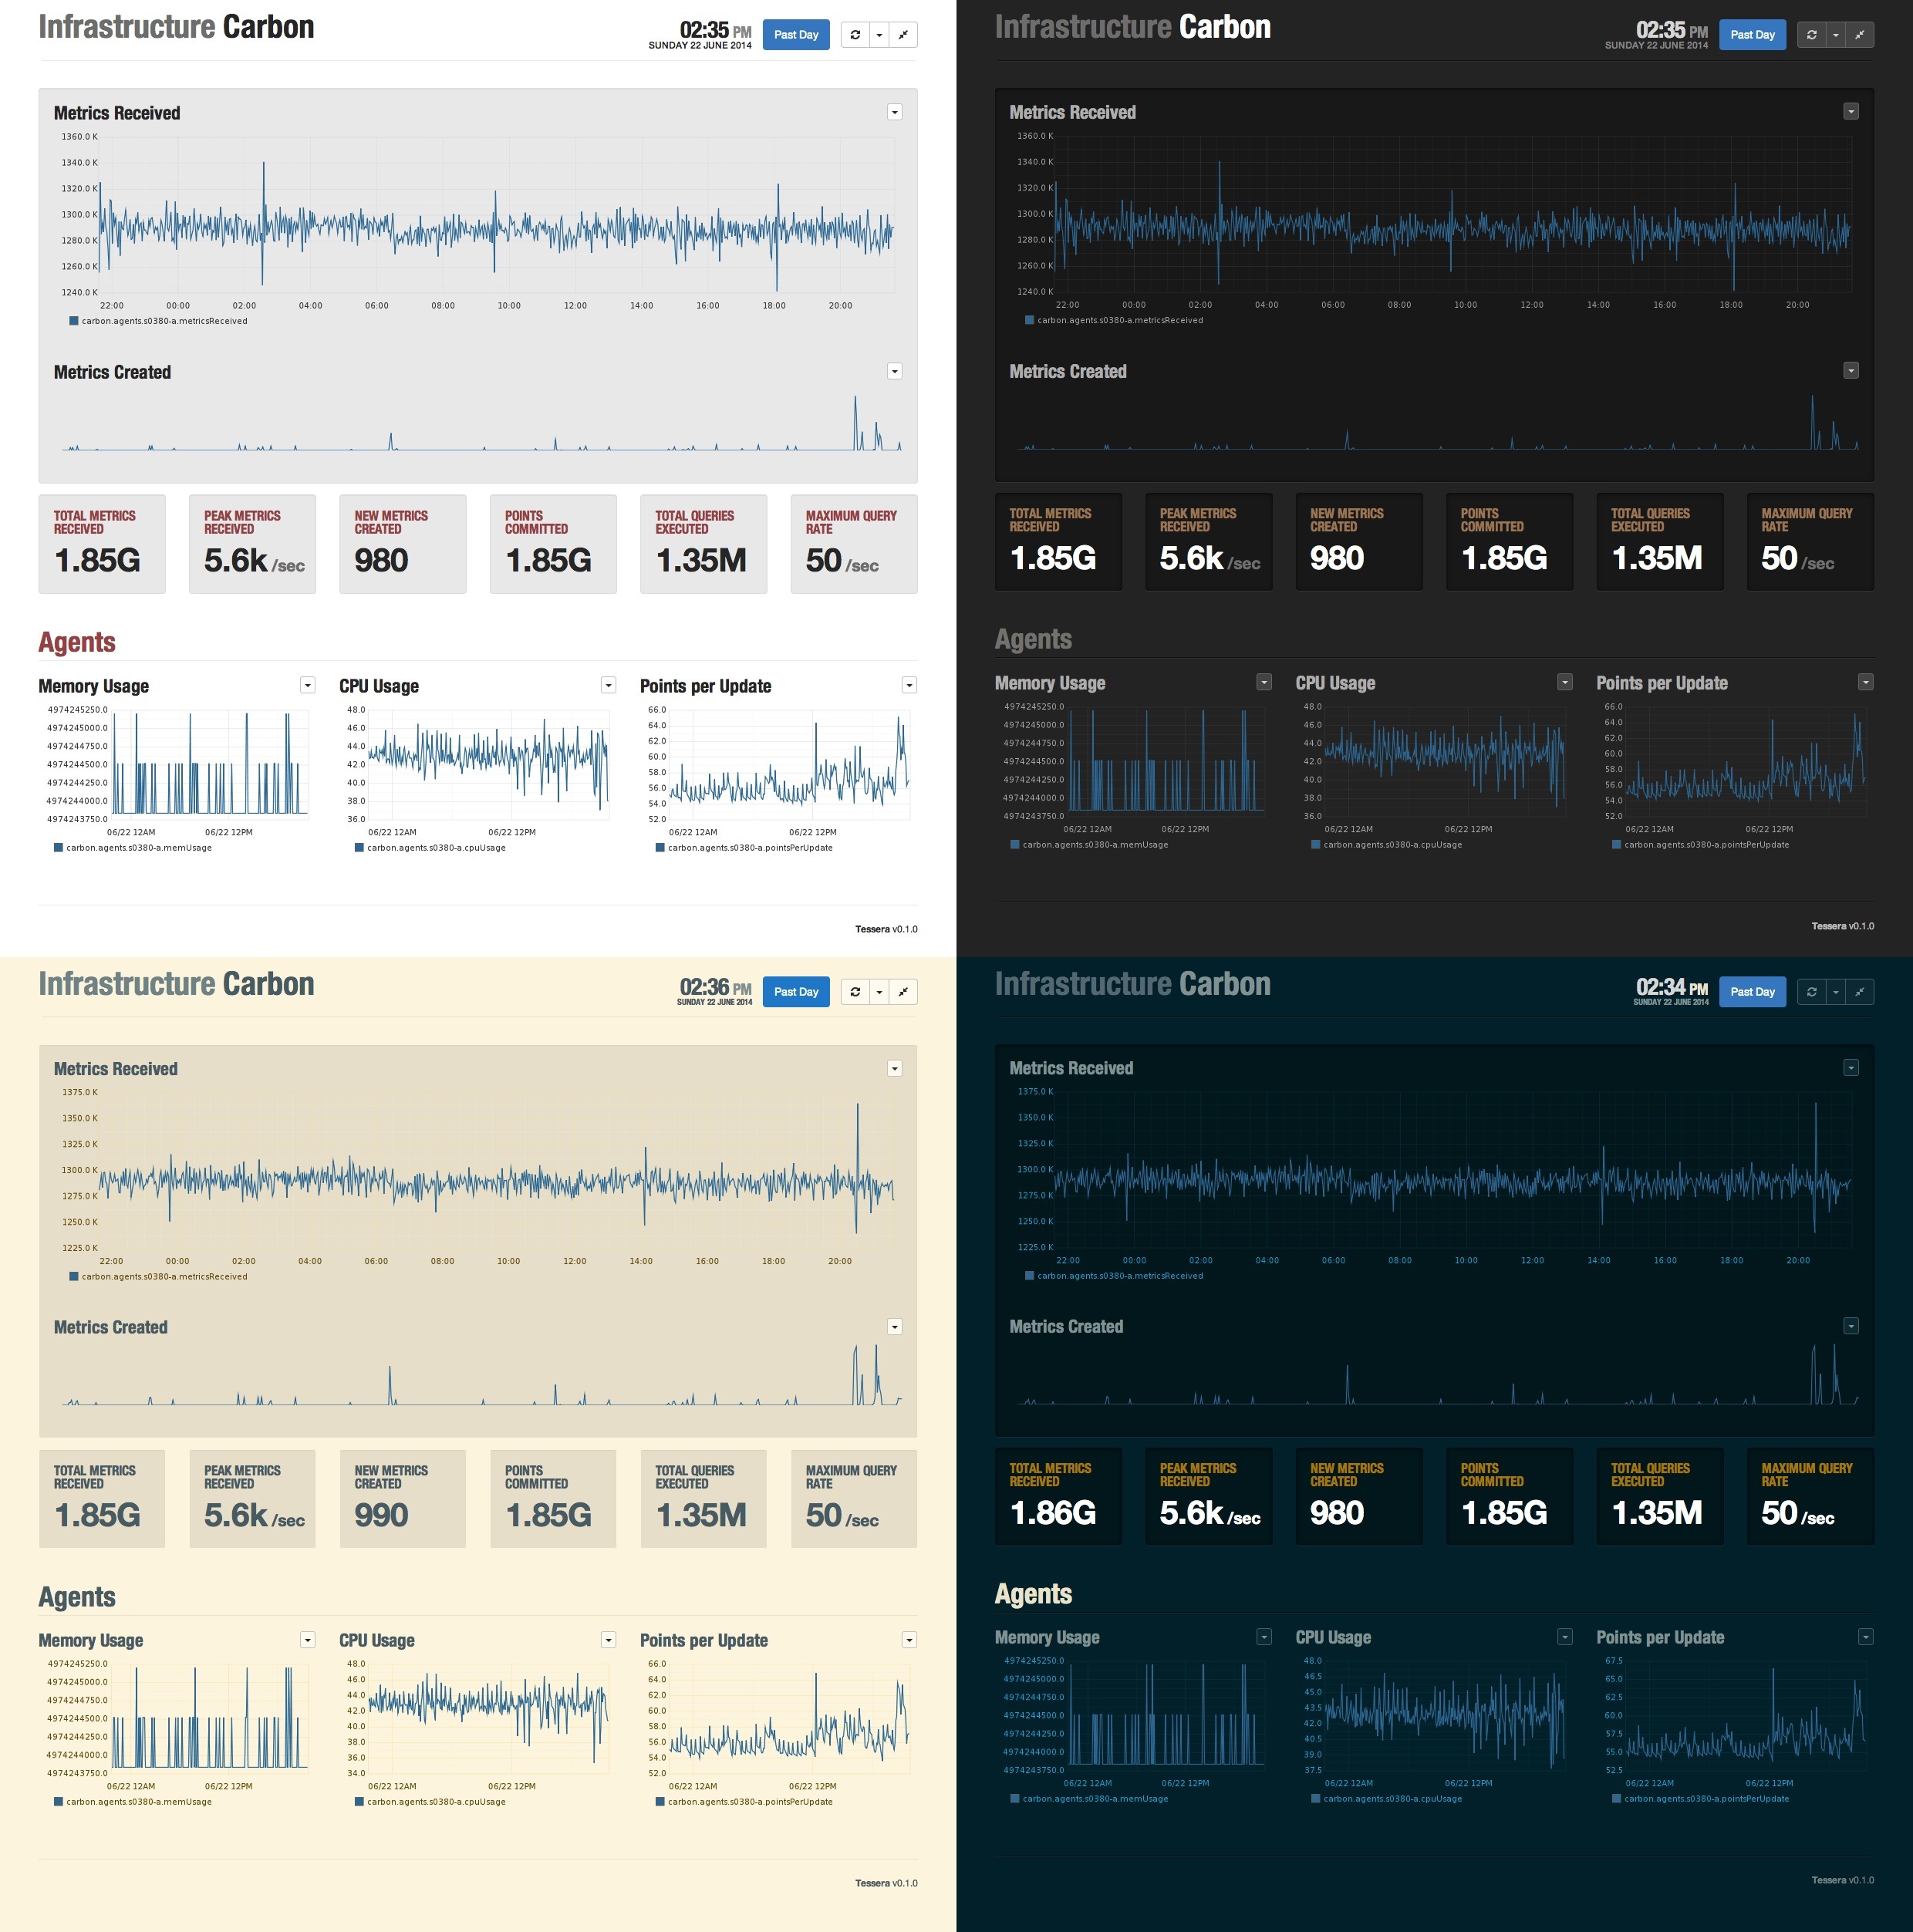 Infrastructure Carbon
02:35 PM
SUNDAY 22 JUNE 2014
Past Day
Metrics Received
1360.0 K
1340.0 K
1320.0 K
1300.0 K
1280.0 K
1260.0 K
1240.0 K
22:00 00:00 02:00 04:00 06:00 08:00 10:00 12:00 14:00 16:00 18:00 20:00
carbon.agents.s0380-a.metricsReceived
Metrics Created
TOTAL METRICS RECEIVED
1.85G
PEAK METRICS RECEIVED
5.6k /sec
NEW METRICS CREATED
980
POINTS COMMITTED
1.85G
TOTAL QUERIES EXECUTED
1.35M
MAXIMUM QUERY RATE
50 /sec
Agents
Memory Usage
4974245250.0
4974245000.0
4974244750.0
4974244500.0
4974244250.0
4974244000.0
4974243750.0
06/22 12AM 06/22 12PM
carbon.agents.s0380-a.memUsage
CPU Usage
48.0
46.0
44.0
42.0
40.0
38.0
36.0
06/22 12AM 06/22 12PM
carbon.agents.s0380-a.cpuUsage
Points per Update
66.0
64.0
62.0
60.0
58.0
56.0
54.0
52.0
06/22 12AM 06/22 12PM
carbon.agents.s0380-a.pointsPerUpdate
Tessera v0.1.0
Infrastructure Carbon
02:35 PM
SUNDAY 22 JUNE 2014
Past Day
Metrics Received
1360.0 K
1340.0 K
1320.0 K
1300.0 K
1280.0 K
1260.0 K
1240.0 K
22:00 00:00 02:00 04:00 06:00 08:00 10:00 12:00 14:00 16:00 18:00 20:00
carbon.agents.s0380-a.metricsReceived
Metrics Created
TOTAL METRICS RECEIVED
1.85G
PEAK METRICS RECEIVED
5.6k /sec
NEW METRICS CREATED
980
POINTS COMMITTED
1.85G
TOTAL QUERIES EXECUTED
1.35M
MAXIMUM QUERY RATE
50 /sec
Agents
Memory Usage
4974245250.0
4974245000.0
4974244750.0
4974244500.0
4974244250.0
4974244000.0
4974243750.0
06/22 12AM 06/22 12PM
carbon.agents.s0380-a.memUsage
CPU Usage
48.0
46.0
44.0
42.0
40.0
38.0
36.0
06/22 12AM 06/22 12PM
carbon.agents.s0380-a.cpuUsage
Points per Update
66.0
64.0
62.0
60.0
58.0
56.0
54.0
52.0
06/22 12AM 06/22 12PM
carbon.agents.s0380-a.pointsPerUpdate
Tessera v0.1.0
Infrastructure Carbon
02:36 PM
SUNDAY 22 JUNE 2014
Past Day
Metrics Received
1375.0 K
1350.0 K
1325.0 K
1300.0 K
1275.0 K
1250.0 K
1225.0 K
22:00 00:00 02:00 04:00 06:00 08:00 10:00 12:00 14:00 16:00 18:00 20:00
carbon.agents.s0380-a.metricsReceived
Metrics Created
TOTAL METRICS RECEIVED
1.85G
PEAK METRICS RECEIVED
5.6k /sec
NEW METRICS CREATED
990
POINTS COMMITTED
1.85G
TOTAL QUERIES EXECUTED
1.35M
MAXIMUM QUERY RATE
50 /sec
Agents
Memory Usage
4974245250.0
4974245000.0
4974244750.0
4974244500.0
4974244250.0
4974244000.0
4974243750.0
06/22 12AM 06/22 12PM
carbon.agents.s0380-a.memUsage
CPU Usage
48.0
46.0
44.0
42.0
40.0
38.0
36.0
34.0
06/22 12AM 06/22 12PM
carbon.agents.s0380-a.cpuUsage
Points per Update
66.0
64.0
62.0
60.0
58.0
56.0
54.0
52.0
06/22 12AM 06/22 12PM
carbon.agents.s0380-a.pointsPerUpdate
Tessera v0.1.0
Infrastructure Carbon
02:34 PM
SUNDAY 22 JUNE 2014
Past Day
Metrics Received
1375.0 K
1350.0 K
1325.0 K
1300.0 K
1275.0 K
1250.0 K
1225.0 K
22:00 00:00 02:00 04:00 06:00 08:00 10:00 12:00 14:00 16:00 18:00 20:00
carbon.agents.s0380-a.metricsReceived
Metrics Created
TOTAL METRICS RECEIVED
1.86G
PEAK METRICS RECEIVED
5.6k /sec
NEW METRICS CREATED
980
POINTS COMMITTED
1.85G
TOTAL QUERIES EXECUTED
1.35M
MAXIMUM QUERY RATE
50 /sec
Agents
Memory Usage
4974245250.0
4974245000.0
4974244750.0
4974244500.0
4974244250.0
4974244000.0
4974243750.0
06/22 12AM 06/22 12PM
carbon.agents.s0380-a.memUsage
CPU Usage
48.0
46.5
45.0
43.5
42.0
40.5
39.0
37.5
06/22 12AM 06/22 12PM
carbon.agents.s0380-a.cpuUsage
Points per Update
67.5
65.0
62.5
60.0
57.5
55.0
52.5
06/22 12AM 06/22 12PM
carbon.agents.s0380-a.pointsPerUpdate
Tessera v0.1.0